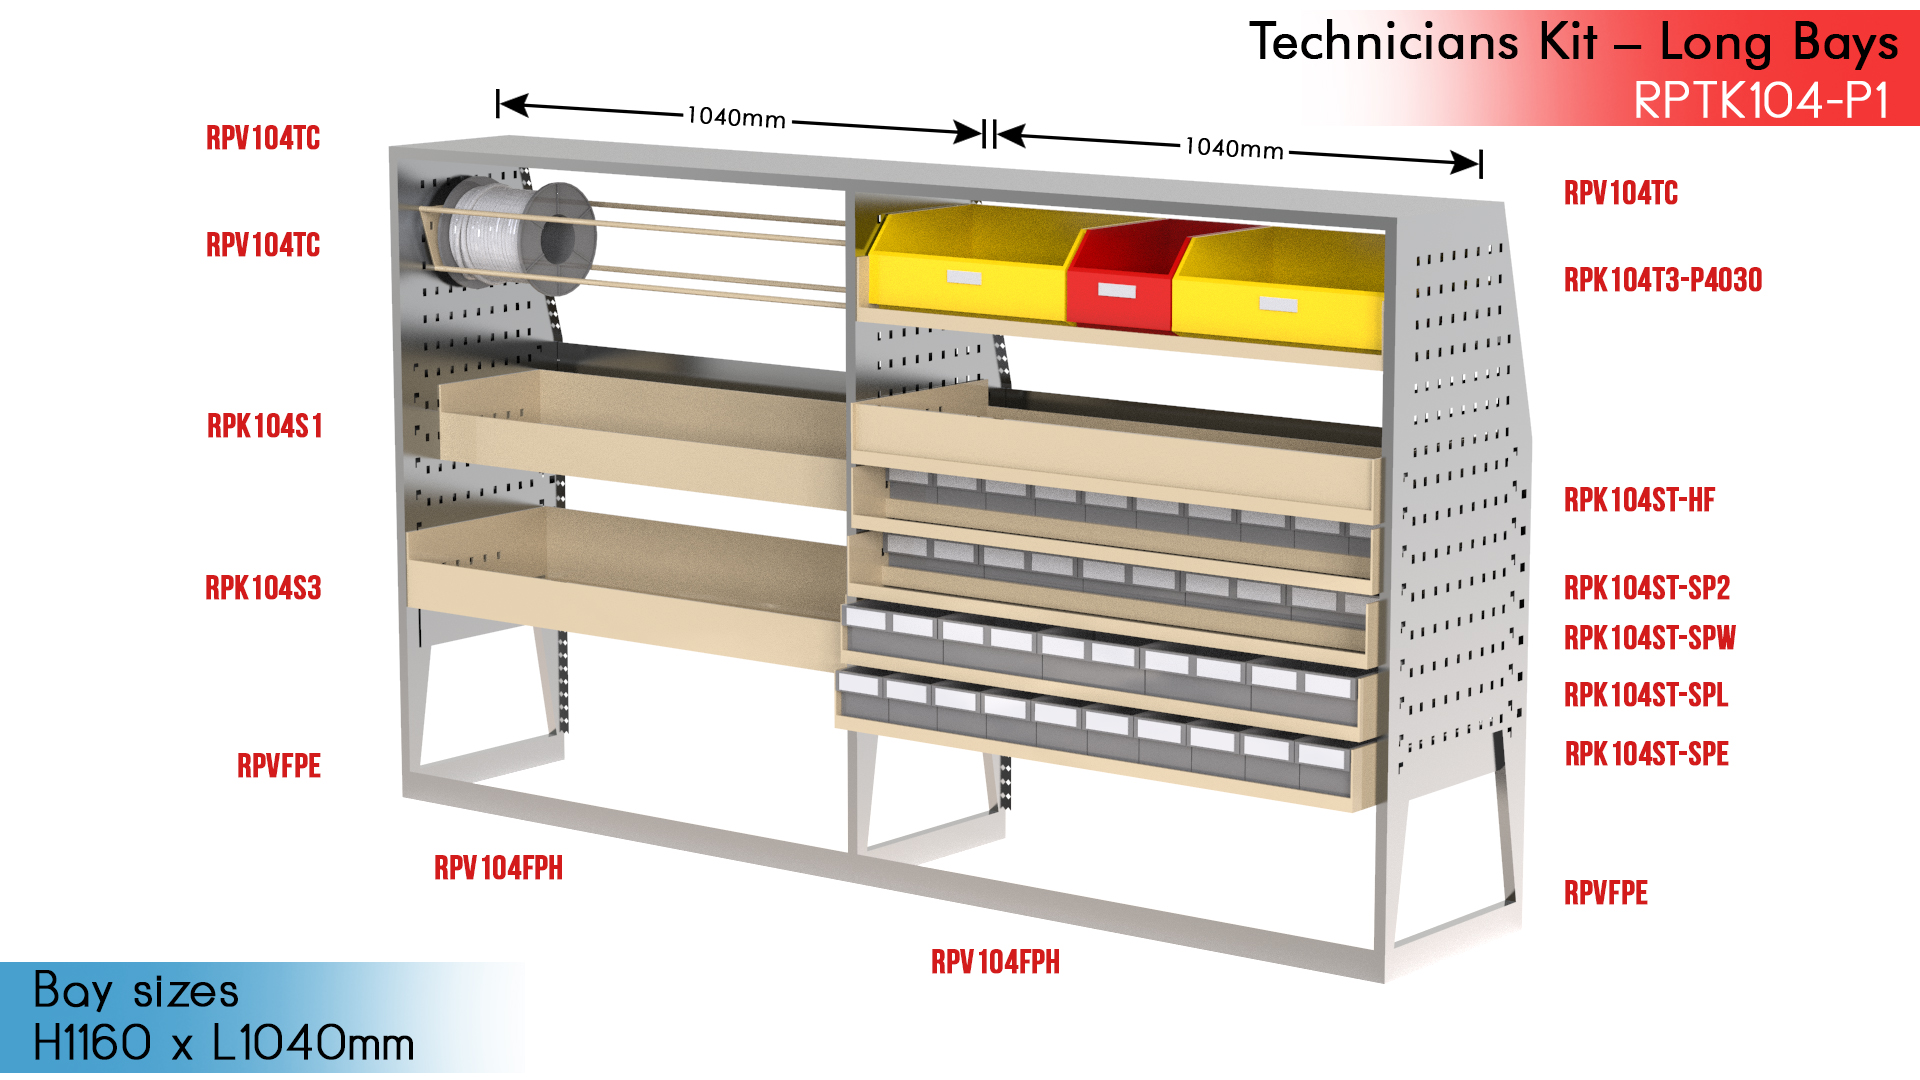 Technicians Kit – Long Bays
RPTK104-P1
1040mm
1040mm
RPV104TC
RPV104TC
RPK104S1
RPK104S3
RPVFPE
RPV104FPH
RPV104FPH
RPV104TC
RPK104T3-P4030
RPK104ST-HF
RPK104ST-SP2
RPK104ST-SPW
RPK104ST-SPL
RPK104ST-SPE
RPVFPE
Bay sizes
H1160 x L1040mm